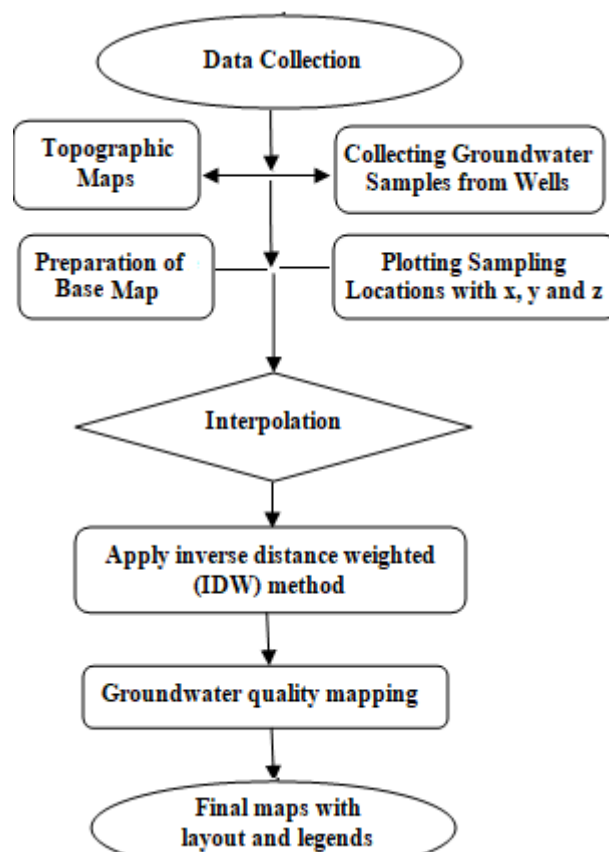 Data Collection
Topographic
Maps
Collecting Groundwater
Samples from Wells
Preparation of
Base Map
Plotting Sampling
Locations with x, y and z
Interpolation
Apply inverse distance weighted
(IDW) method
Groundwater quality mapping
Final maps with
layout and legends